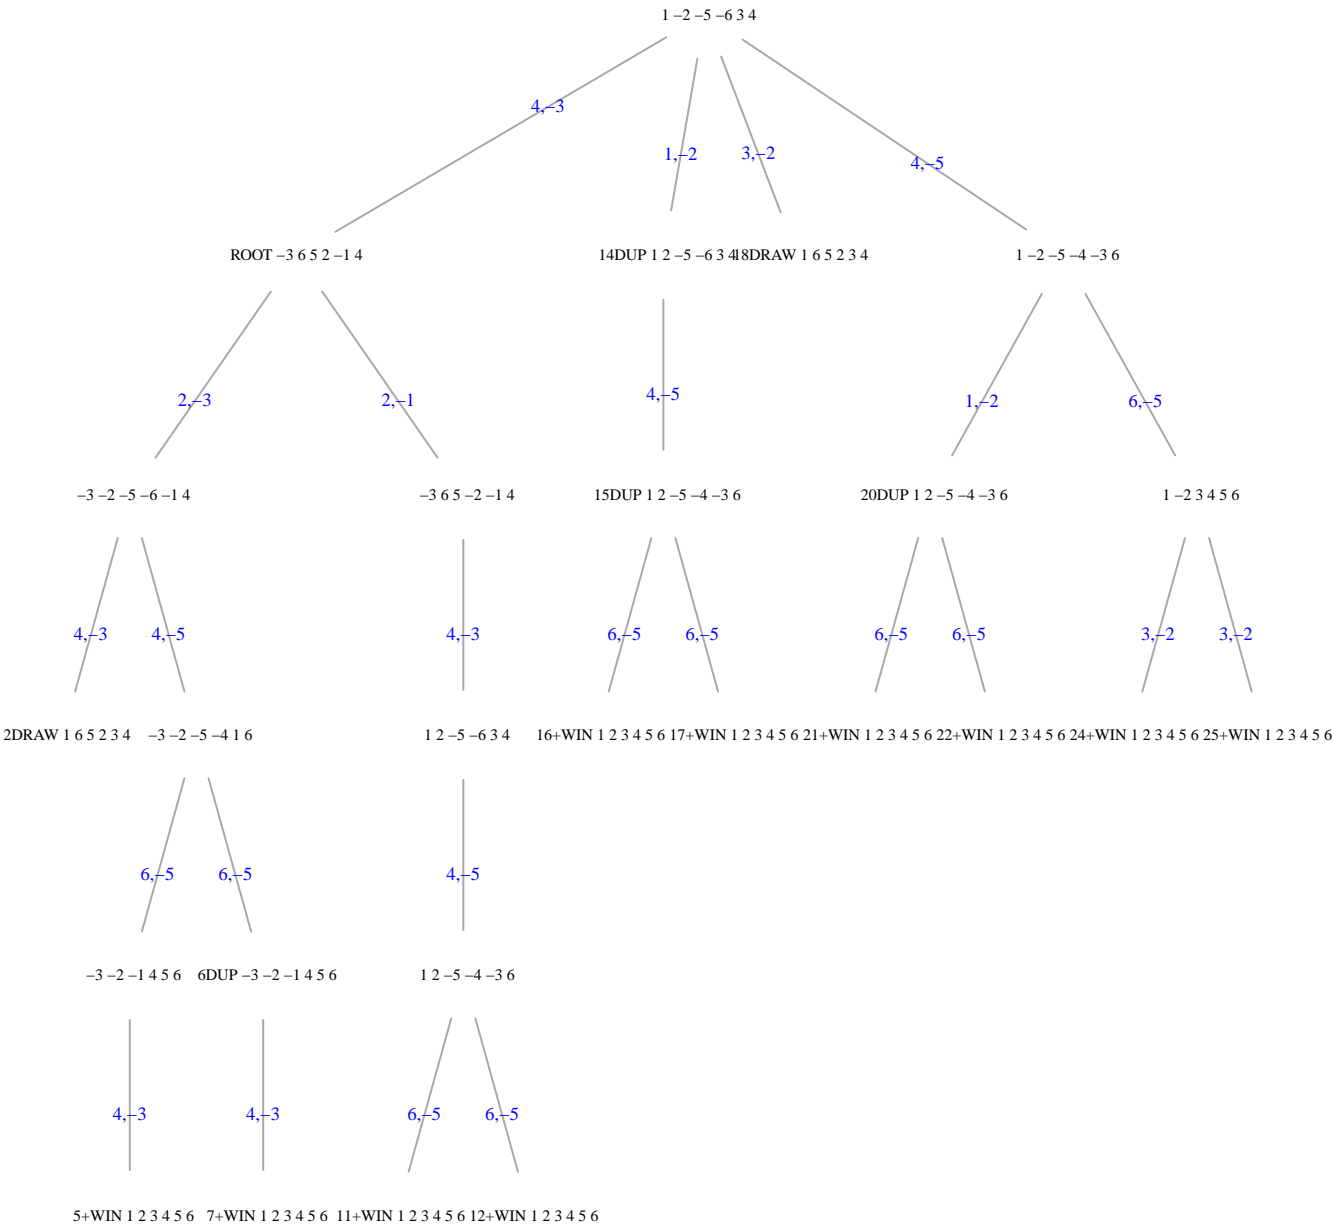 1 –2 –5 –6 3 4
4,–3
1,–2
3,–2
4,–5
ROOT –3 6 5 2 –1 4
14DUP 1 2 –5 –6 3 4
18DRAW 1 6 5 2 3 4
1 –2 –5 –4 –3 6
2,–3
2,–1
4,–5
1,–2
6,–5
–3 –2 –5 –6 –1 4
–3 6 5 –2 –1 4
15DUP 1 2 –5 –4 –3 6
20DUP 1 2 –5 –4 –3 6
1 –2 3 4 5 6
4,–3
4,–5
4,–3
6,–5
6,–5
6,–5
6,–5
3,–2
3,–2
2DRAW 1 6 5 2 3 4
–3 –2 –5 –4 1 6
1 2 –5 –6 3 4
16+WIN 1 2 3 4 5 6
17+WIN 1 2 3 4 5 6
21+WIN 1 2 3 4 5 6
22+WIN 1 2 3 4 5 6
24+WIN 1 2 3 4 5 6
25+WIN 1 2 3 4 5 6
6,–5
6,–5
4,–5
–3 –2 –1 4 5 6
6DUP –3 –2 –1 4 5 6
1 2 –5 –4 –3 6
4,–3
4,–3
6,–5
6,–5
5+WIN 1 2 3 4 5 6
7+WIN 1 2 3 4 5 6
11+WIN 1 2 3 4 5 6
12+WIN 1 2 3 4 5 6